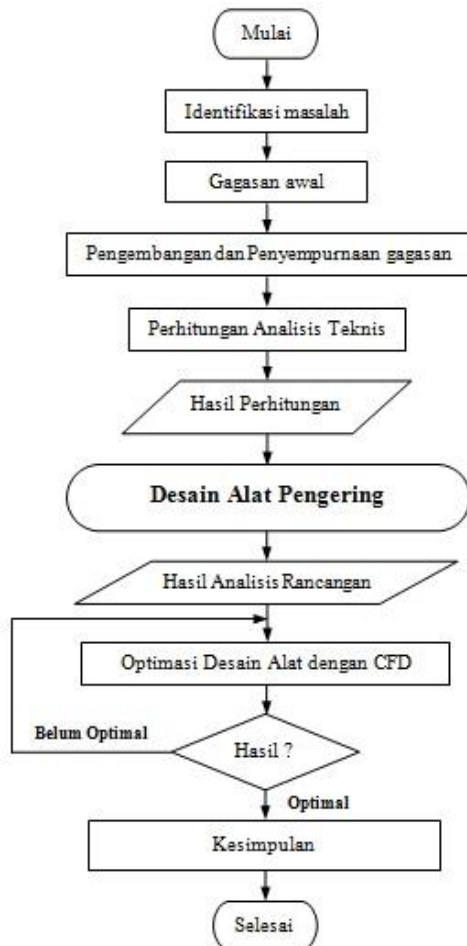 Mulai
Identifikasi masalah
Gagasan awal
Pengembangan dan Penyempurnaan gagasan
Perhitungan Analisis Teknis
Hasil Perhitungan
Desain Alat Pengering
Hasil Analisis Rancangan
Optimasi Desain Alat dengan CFD
Belum Optimal
Hasil ?
Optimal
Kesimpulan
Selesai